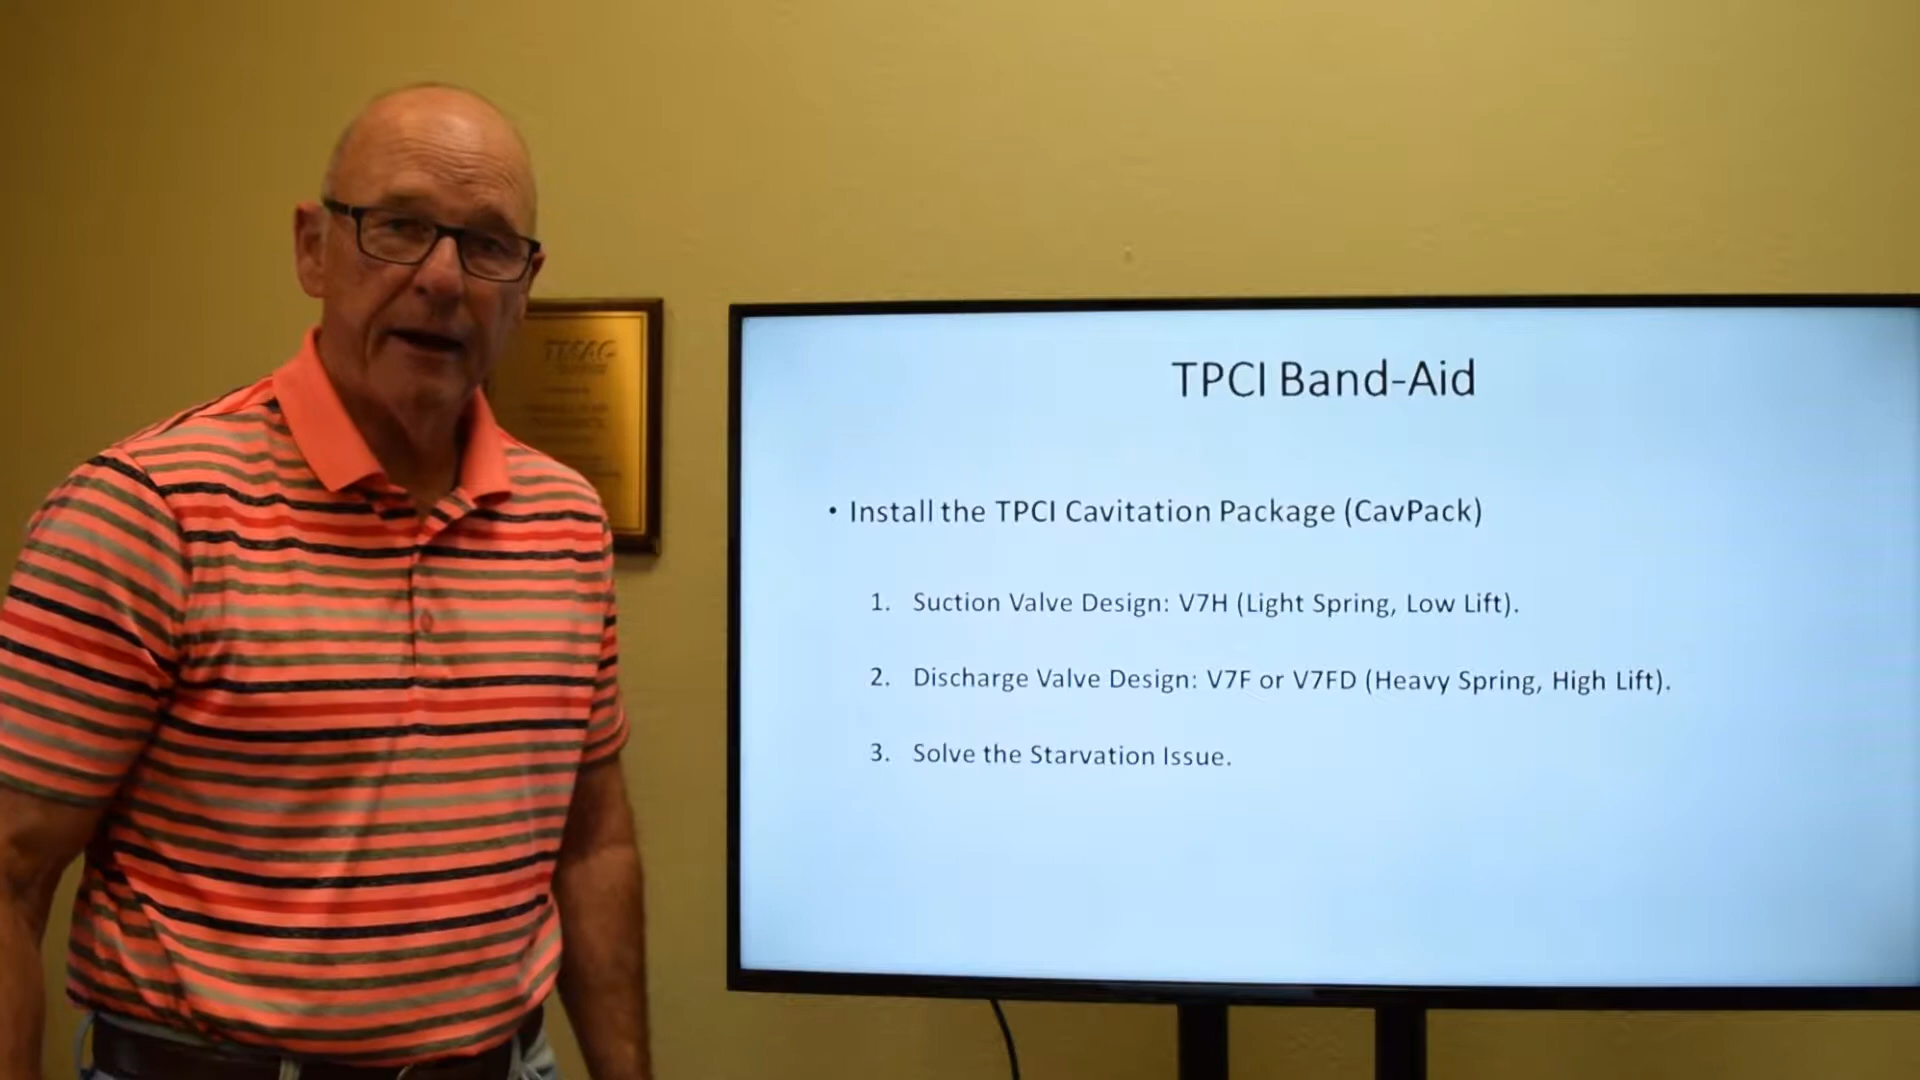 TPCI Band-Aid
• Install the TPCI Cavitation Package (CavPack)
1. Suction Valve Design: V7H (Light Spring, Low Lift).
2. Discharge Valve Design: V7F or V7FD (Heavy Spring, High Lift).
3. Solve the Starvation Issue.